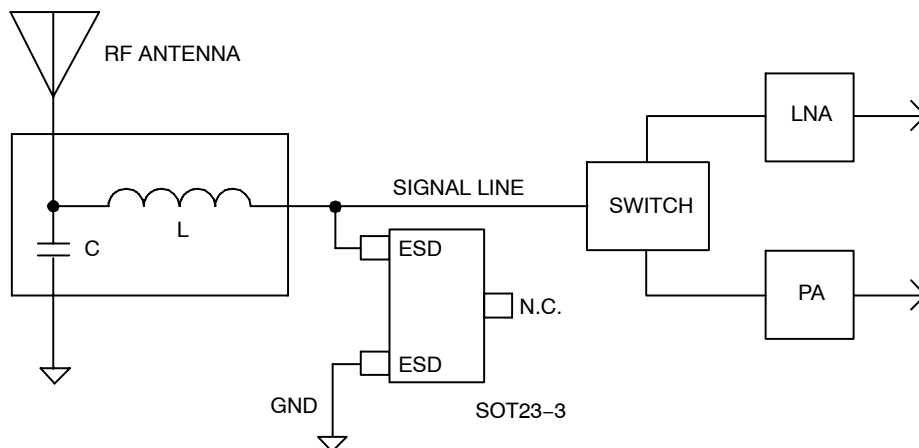 RF ANTENNA
LNA
SIGNAL LINE
SWITCH
L
C
ESD
N.C.
PA
ESD
GND
SOT23−3